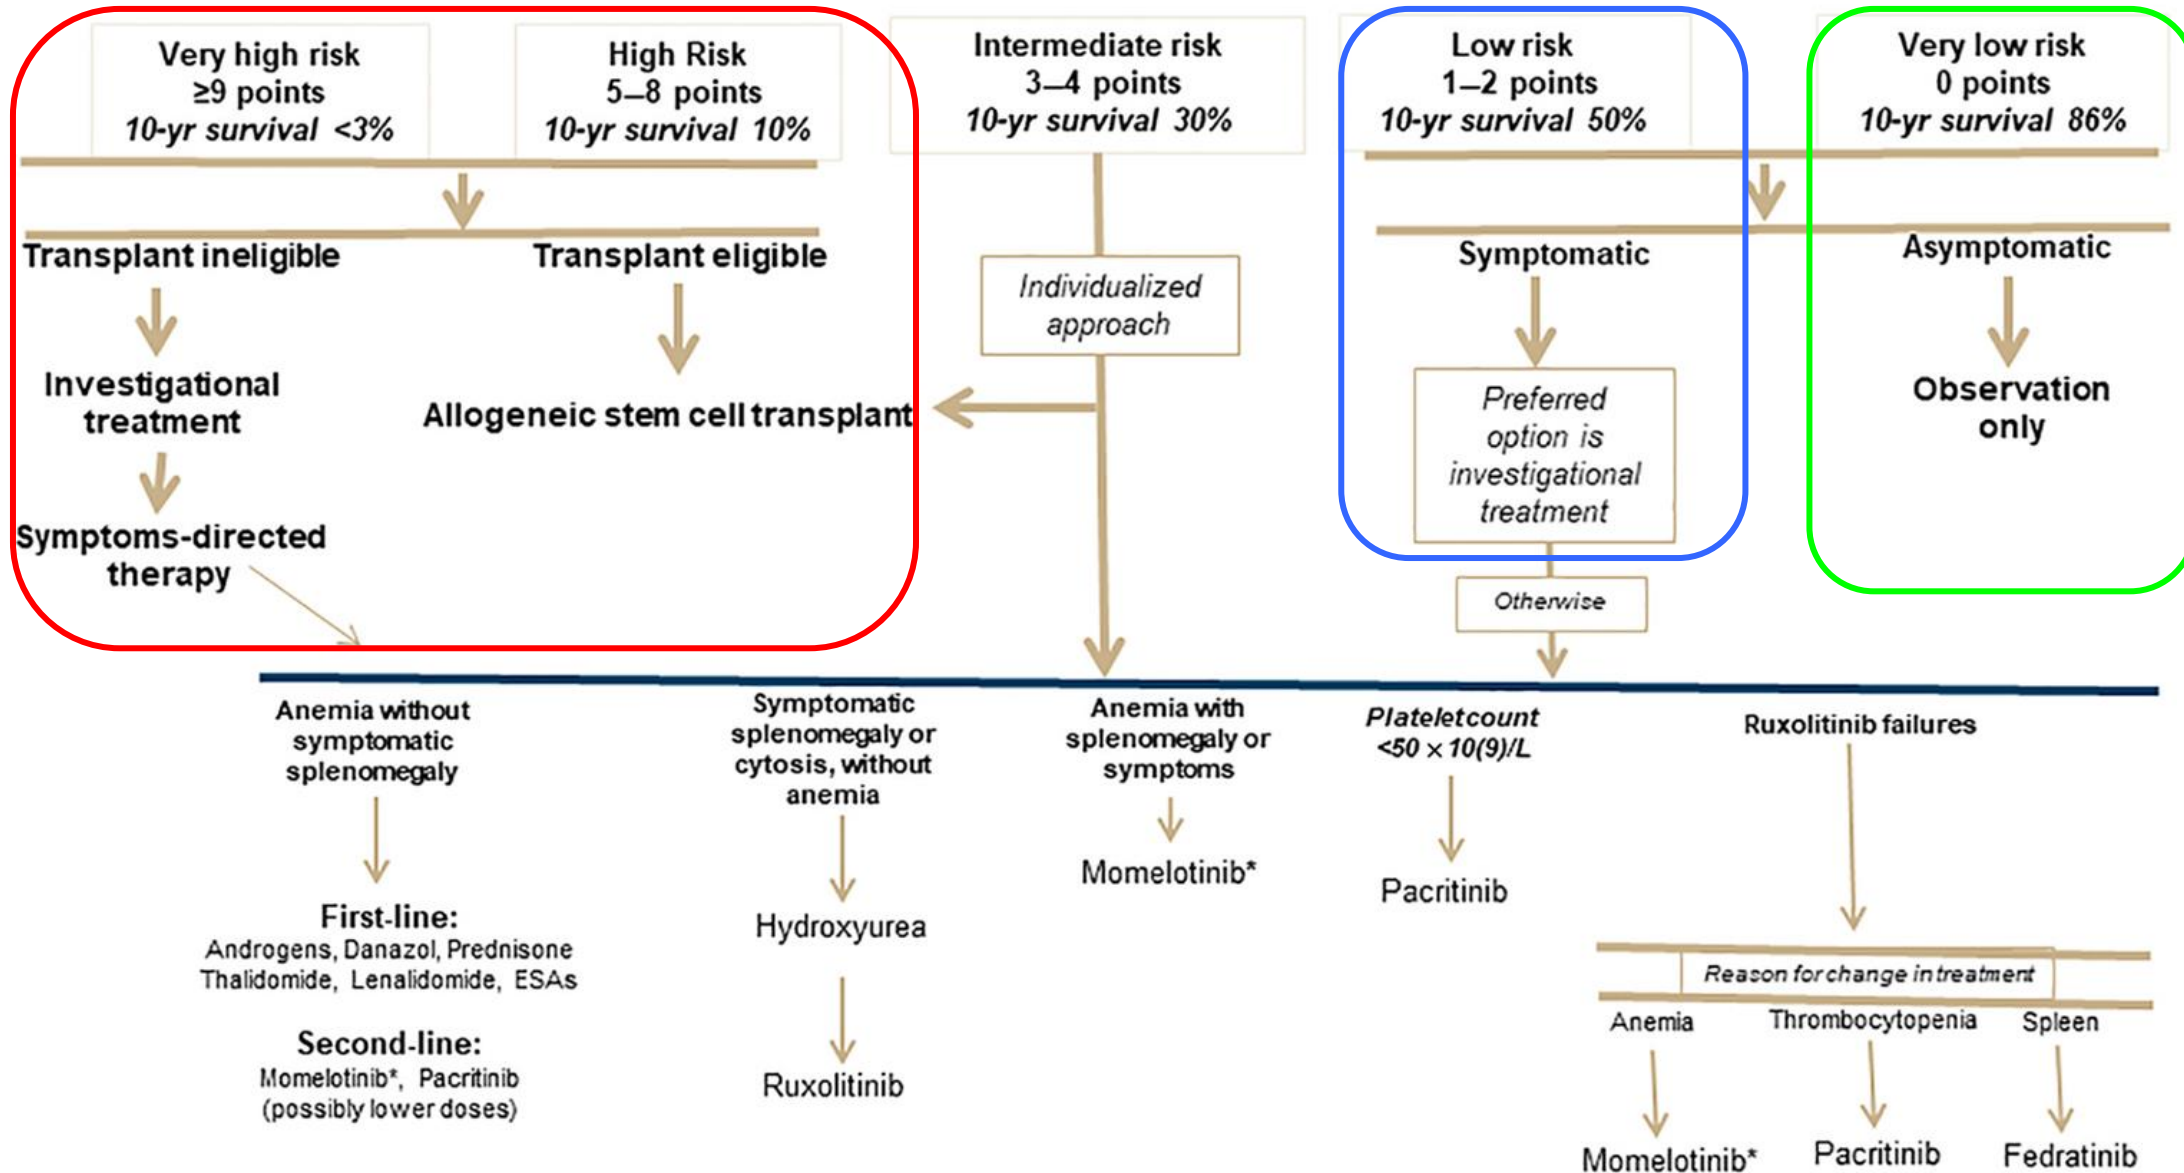 Very high risk
≥9 points
10-yr survival <3%
High Risk
5–8 points
10-yr survival 10%
Intermediate risk
3–4 points
10-yr survival 30%
Low risk
1–2 points
10-yr survival 50%
Very low risk
0 points
10-yr survival 86%
Transplant ineligible
Transplant eligible
Individualized
approach
Symptomatic
Asymptomatic
Investigational
treatment
Allogeneic stem cell transplant
Preferred
option is
investigational
treatment
Observation
only
Symptoms-directed
therapy
Otherwise
Anemia without
symptomatic
splenomegaly
Symptomatic
splenomegaly or
cytosis, without
anemia
Anemia with
splenomegaly or
symptoms
Platelet count
<50 × 10(9)/L
Ruxolitinib failures
First-line:
Androgens, Danazol, Prednisone
Thalidomide, Lenalidomide, ESAs
Second-line:
Momelotinib*, Pacritinib
(possibly lower doses)
Hydroxyurea
Ruxolitinib
Momelotinib*
Pacritinib
Reason for change in treatment
Anemia
Thrombocytopenia
Spleen
Momelotinib*
Pacritinib
Fedratinib